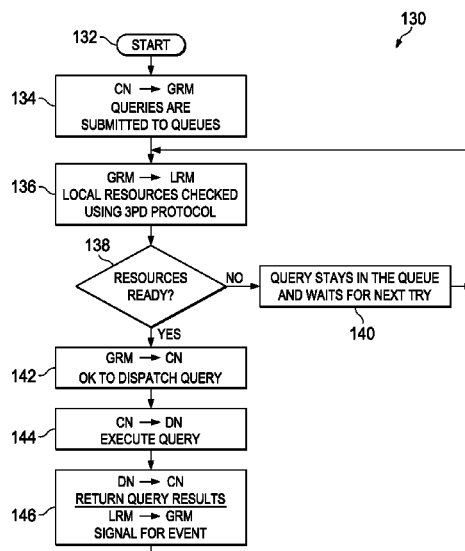 130
132
START
134
CN → GRM
QUERIES ARE
SUBMITTED TO QUEUES
136
GRM → LRM
LOCAL RESOURCES CHECKED
USING 3PD PROTOCOL
138
RESOURCES
READY?
NO
QUERY STAYS IN THE QUEUE
AND WAITS FOR NEXT TRY
140
YES
142
GRM → CN
OK TO DISPATCH QUERY
144
CN → DN
EXECUTE QUERY
146
DN → CN
RETURN QUERY RESULTS
LRM → GRM
SIGNAL FOR EVENT